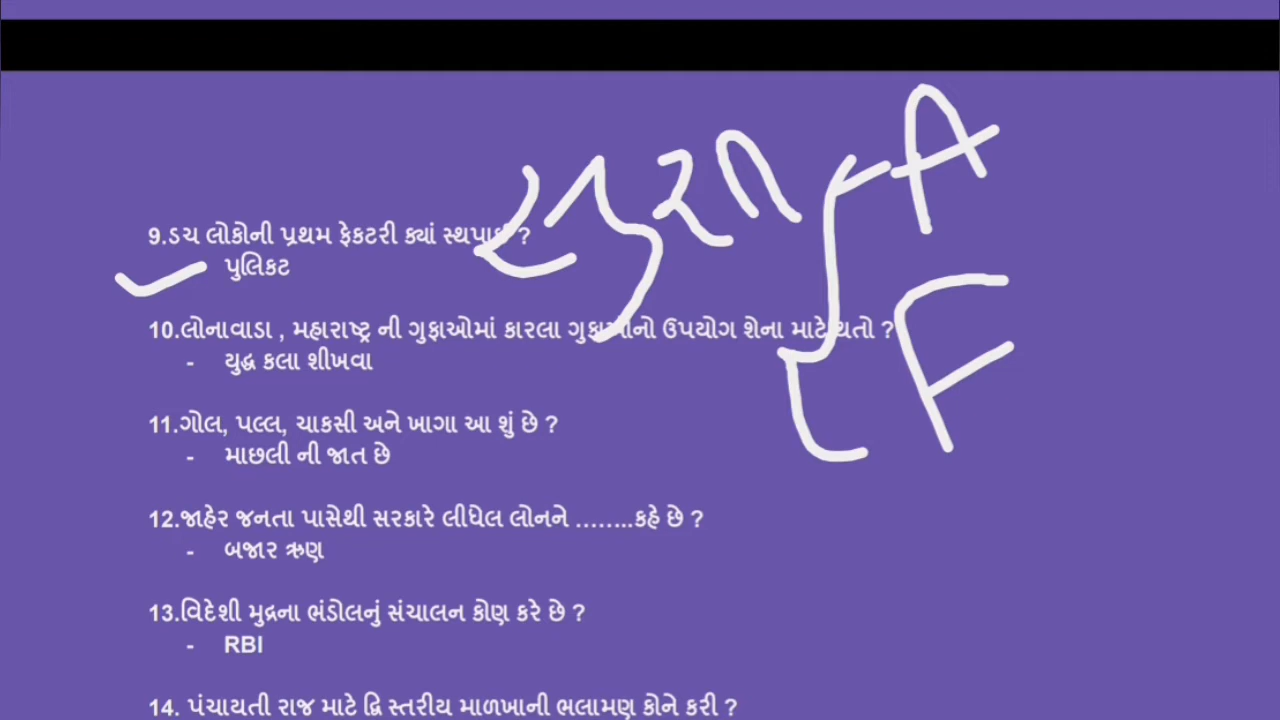 સુરત
A
F
9.ડચ લોકોની પ્રથમ ફેકટરી ક્યાં સ્થપાઈ ?
પુલિકટ
10.લોનાવાડા , મહારાષ્ટ્ર ની ગુફાઓમાં કારલા ગુફાઓનો ઉપયોગ શેના માટે થતો ?
- યુદ્ધ કલા શીખવા
11.ગોલ, પલ્લ, ચાકસી અને ખાગા આ શું છે ?
- માછલી ની જાત છે
12.જાહેર જનતા પાસેથી સરકારે લીધેલ લોનને ........કહે છે ?
- બજાર ઋણ
13.વિદેશી મુદ્રના ભંડોલનું સંચાલન કોણ કરે છે ?
- RBI
14. પંચાયતી રાજ માટે દ્વિ સ્તરીય માળખાની ભલામણ કોને કરી ?